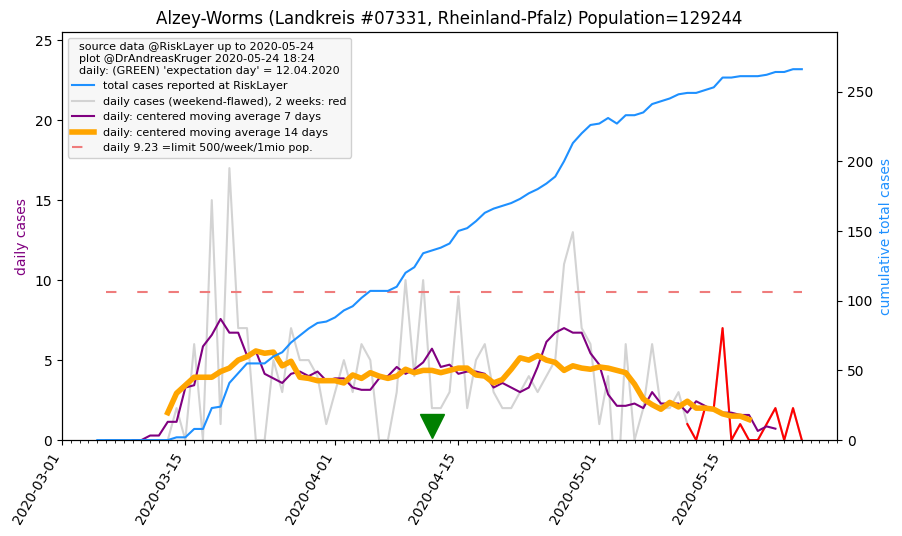 Alzey-Worms (Landkreis #07331, Rheinland-Pfalz) Population=129244
source data @RiskLayer up to 2020-05-24
plot @DrAndreasKruger 2020-05-24 18:24
daily: (GREEN) 'expectation day' = 12.04.2020
total cases reported at RiskLayer
daily cases (weekend-flawed), 2 weeks: red
daily: centered moving average 7 days
daily: centered moving average 14 days
daily 9.23 =limit 500/week/1mio pop.
daily cases
25
20
15
10
5
0
cumulative total cases
250
200
150
100
50
0
2020-03-01
2020-03-15
2020-04-01
2020-04-15
2020-05-01
2020-05-15